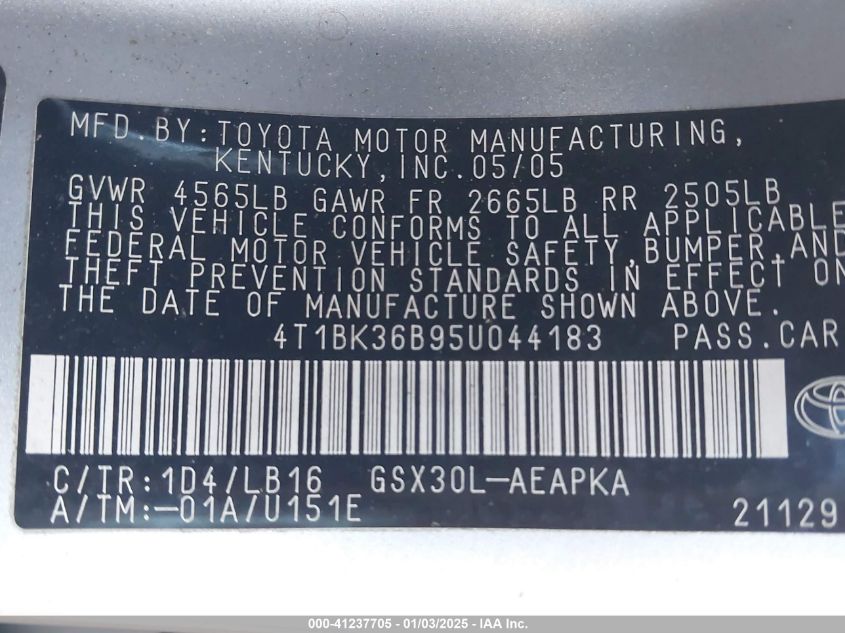 MFD BY:TOYOTA MOTOR MANUFACTURING,
KENTUCKY,INC.05/05
GVWR 4565LB GAWR FR 2665LB RR 2505LB
THIS VEHICLE CONFORMS TO ALL APPLICABLE
FEDERAL MOTOR VEHICLE SAFETY,BUMPER,AND
THEFT PREVENTION STANDARDS IN EFFECT ON
THE DATE OF MANUFACTURE SHOWN ABOVE.
4T1BK36B95U044183 PASS.CAR
C/TR:1D4/LB16 GSX30L-AEAPKA
A/TM:-01A/U151E 21129
000-41237705 - 01/03/2025 - IAA Inc.